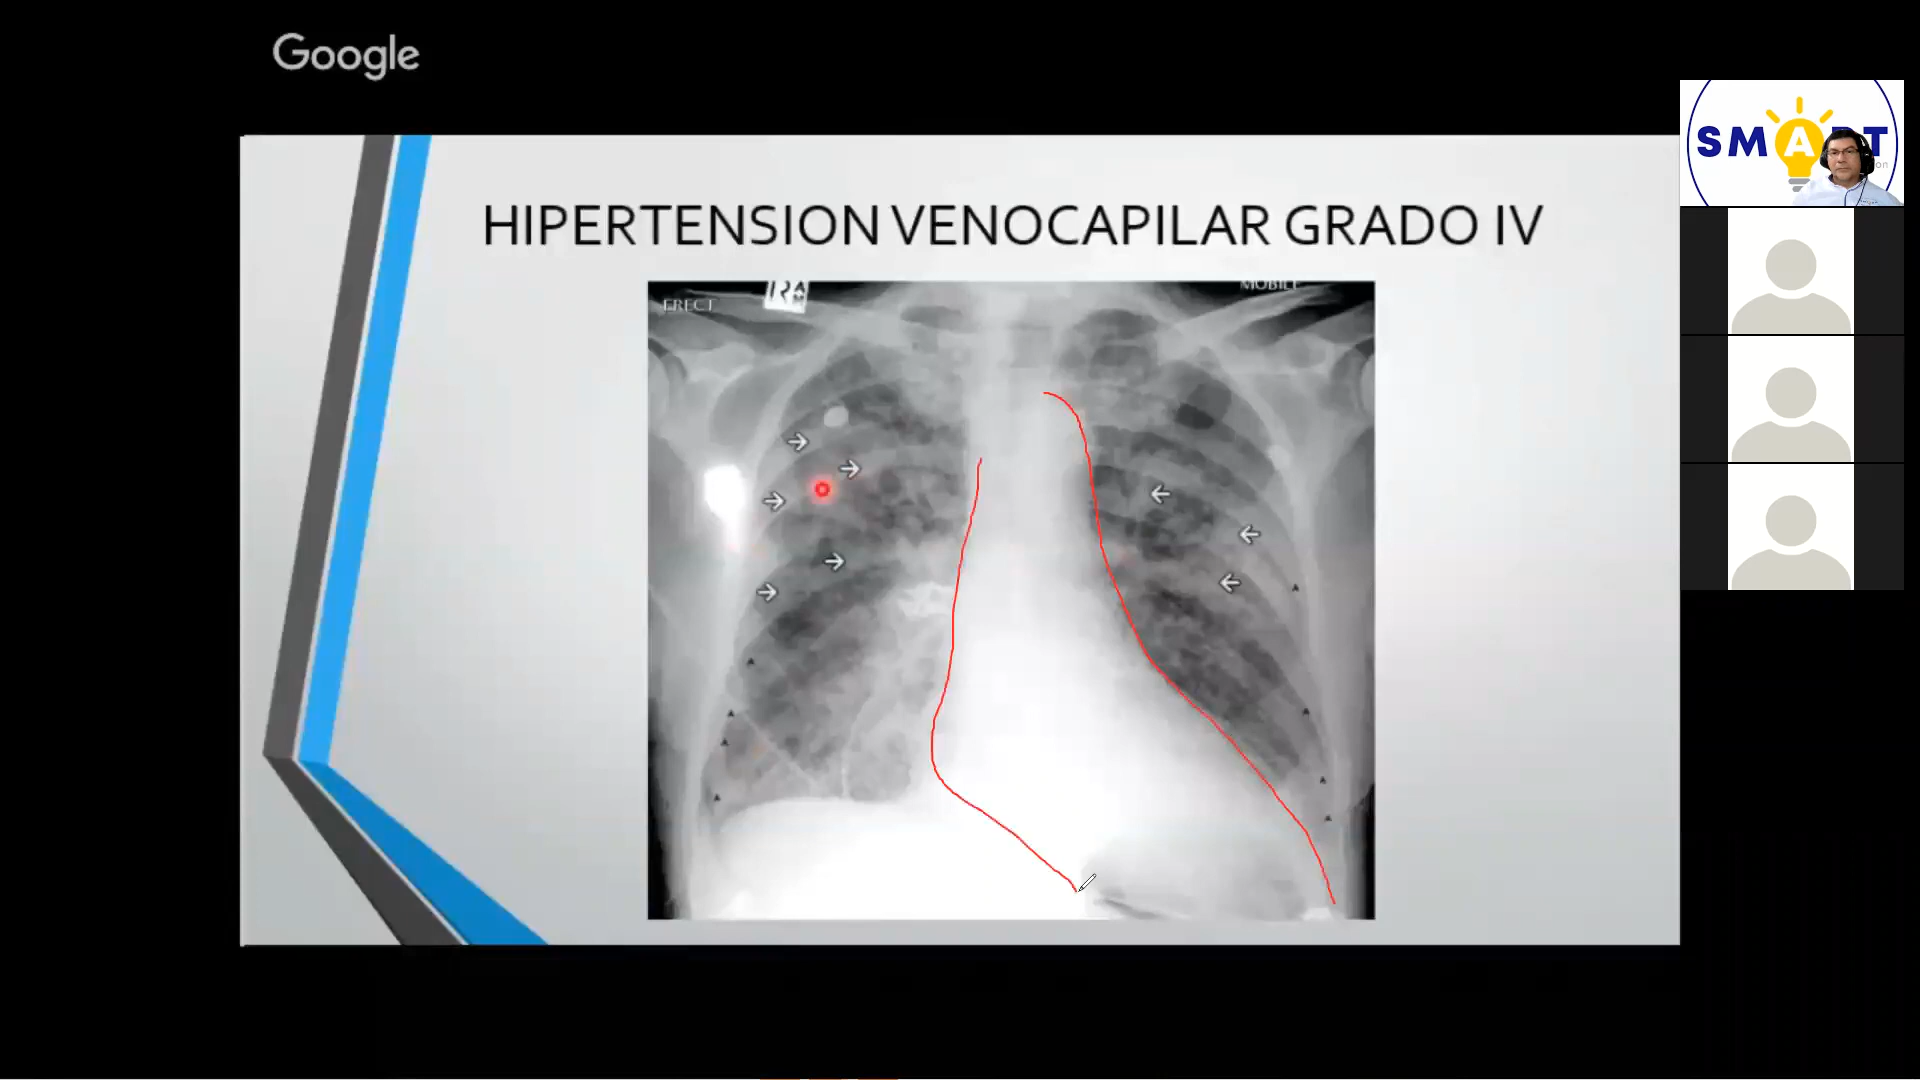 Google
HIPERTENSION VENOCAPILAR GRADO IV
ERECT
R
MOBILE
SMART